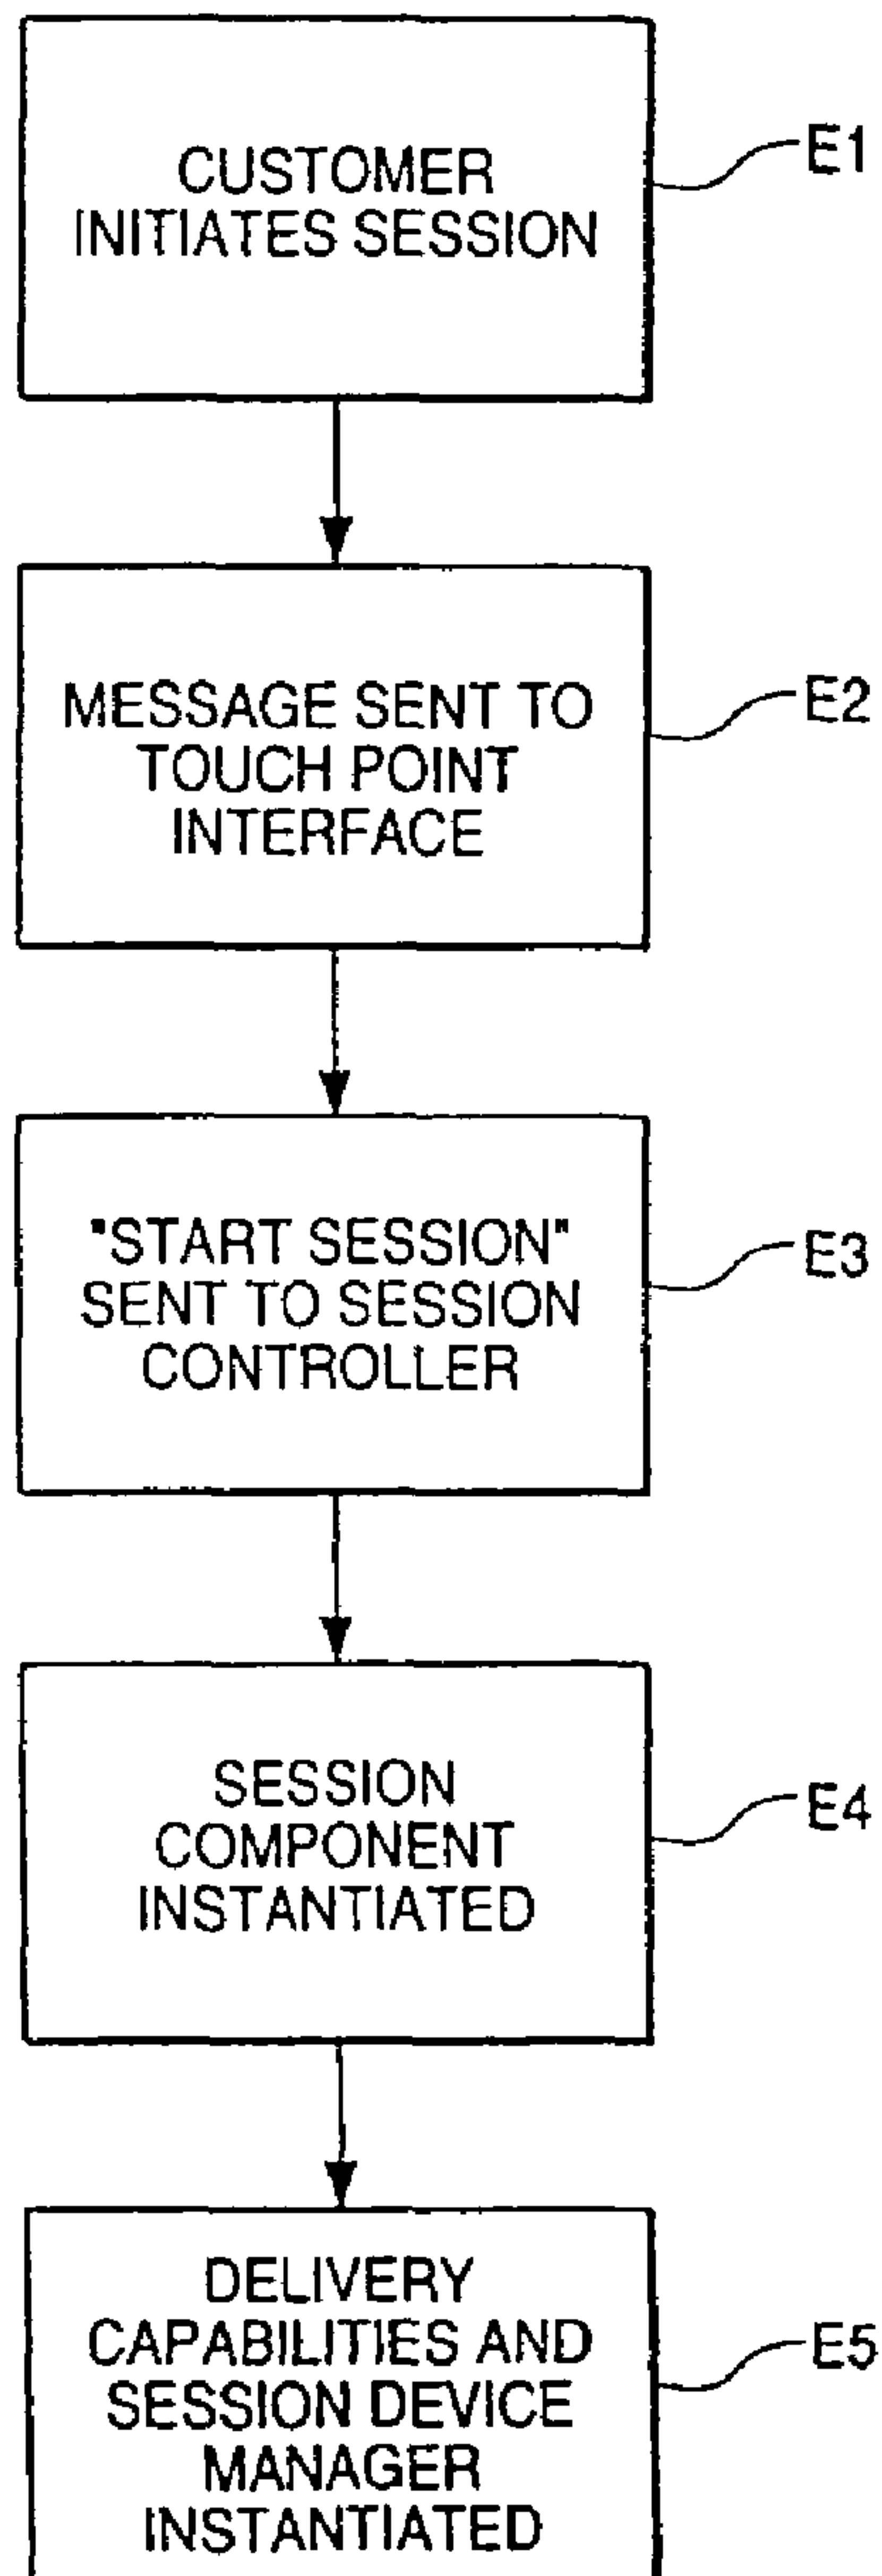 CUSTOMER
INITIATES SESSION
E1
MESSAGE SENT TO
TOUCH POINT
INTERFACE
E2
"START SESSION"
SENT TO SESSION
CONTROLLER
E3
SESSION
COMPONENT
INSTANTIATED
E4
DELIVERY
CAPABILITIES AND
SESSION DEVICE
MANAGER
INSTANTIATED
E5